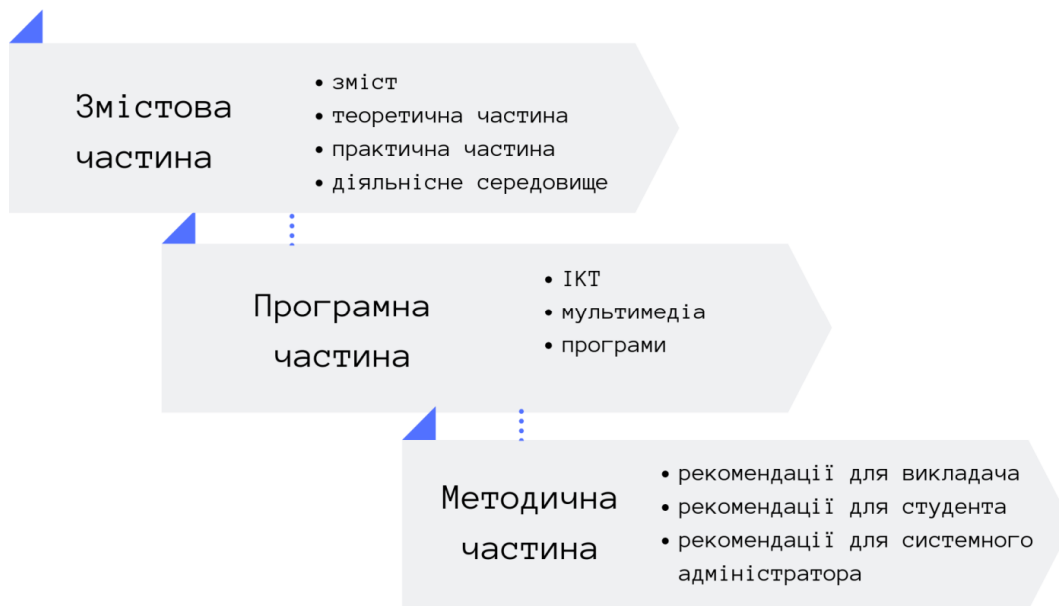 Змістова
частина
• зміст
• теоретична частина
• практична частина
• діяльнісне середовище
Програмна
частина
• ІКТ
• мультимедіа
• програми
Методична
частина
• рекомендації для викладача
• рекомендації для студента
• рекомендації для системного
адміністратора